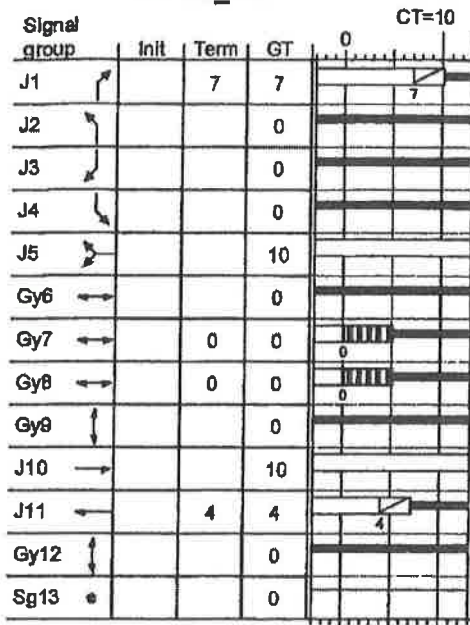 CT=10
Signal group Init Term GT 0
J1 7 7 7
J2 0
J3 0
J4 0
J5 10
Gy6 0
Gy7 0 0 0
Gy8 0 0 0
Gy9 0
J10 10
J11 4 4 4
Gy12 0
Sg13 0